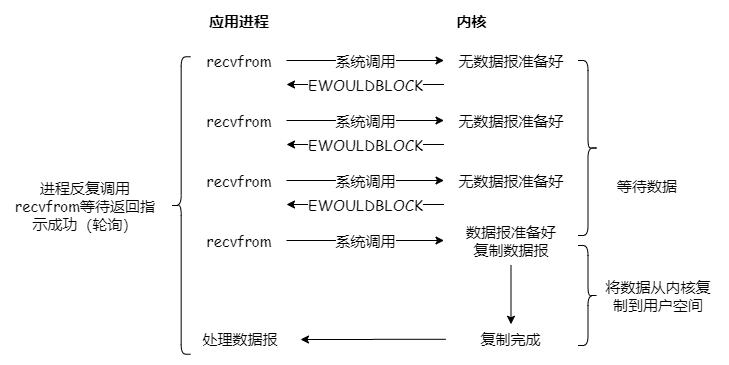 应用进程
内核
recvfrom
系统调用
无数据报准备好
EWOULDBLOCK
recvfrom
系统调用
无数据报准备好
EWOULDBLOCK
recvfrom
系统调用
无数据报准备好
EWOULDBLOCK
进程反复调用
recvfrom等待返回指
示成功（轮询）
等待数据
recvfrom
系统调用
数据报准备好
复制数据报
将数据从内核复
制到用户空间
处理数据报
复制完成